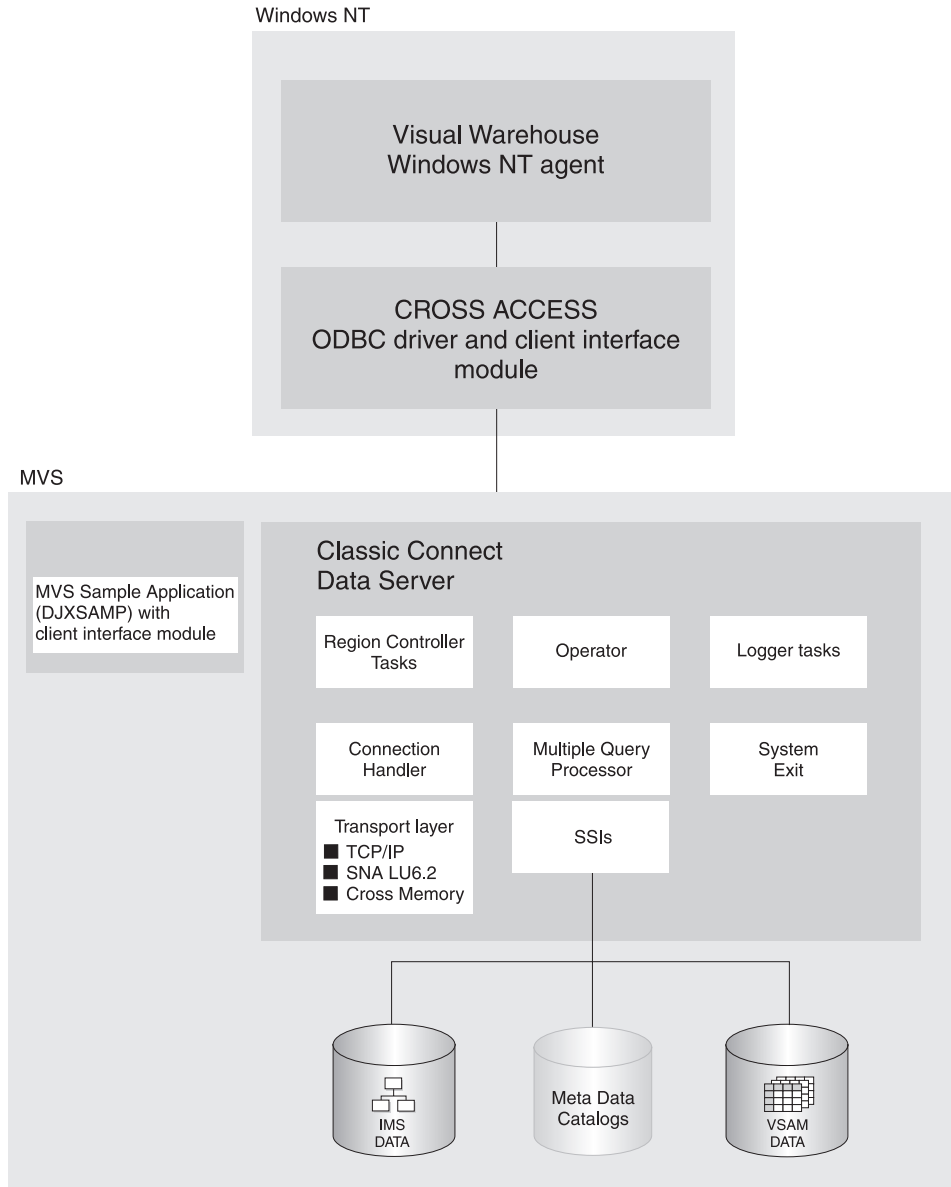 Windows NT
Visual Warehouse
Windows NT agent
CROSS ACCESS
ODBC driver and client interface
module
MVS
MVS Sample Application
(DJXSAMP) with
client interface module
Classic Connect
Data Server
Region Controller
Tasks
Operator
Logger tasks
Connection
Handler
Multiple Query
Processor
System
Exit
Transport layer
TCP/IP
SNA LU6.2
Cross Memory
SSIs
IMS
DATA
Meta Data
Catalogs
VSAM
DATA